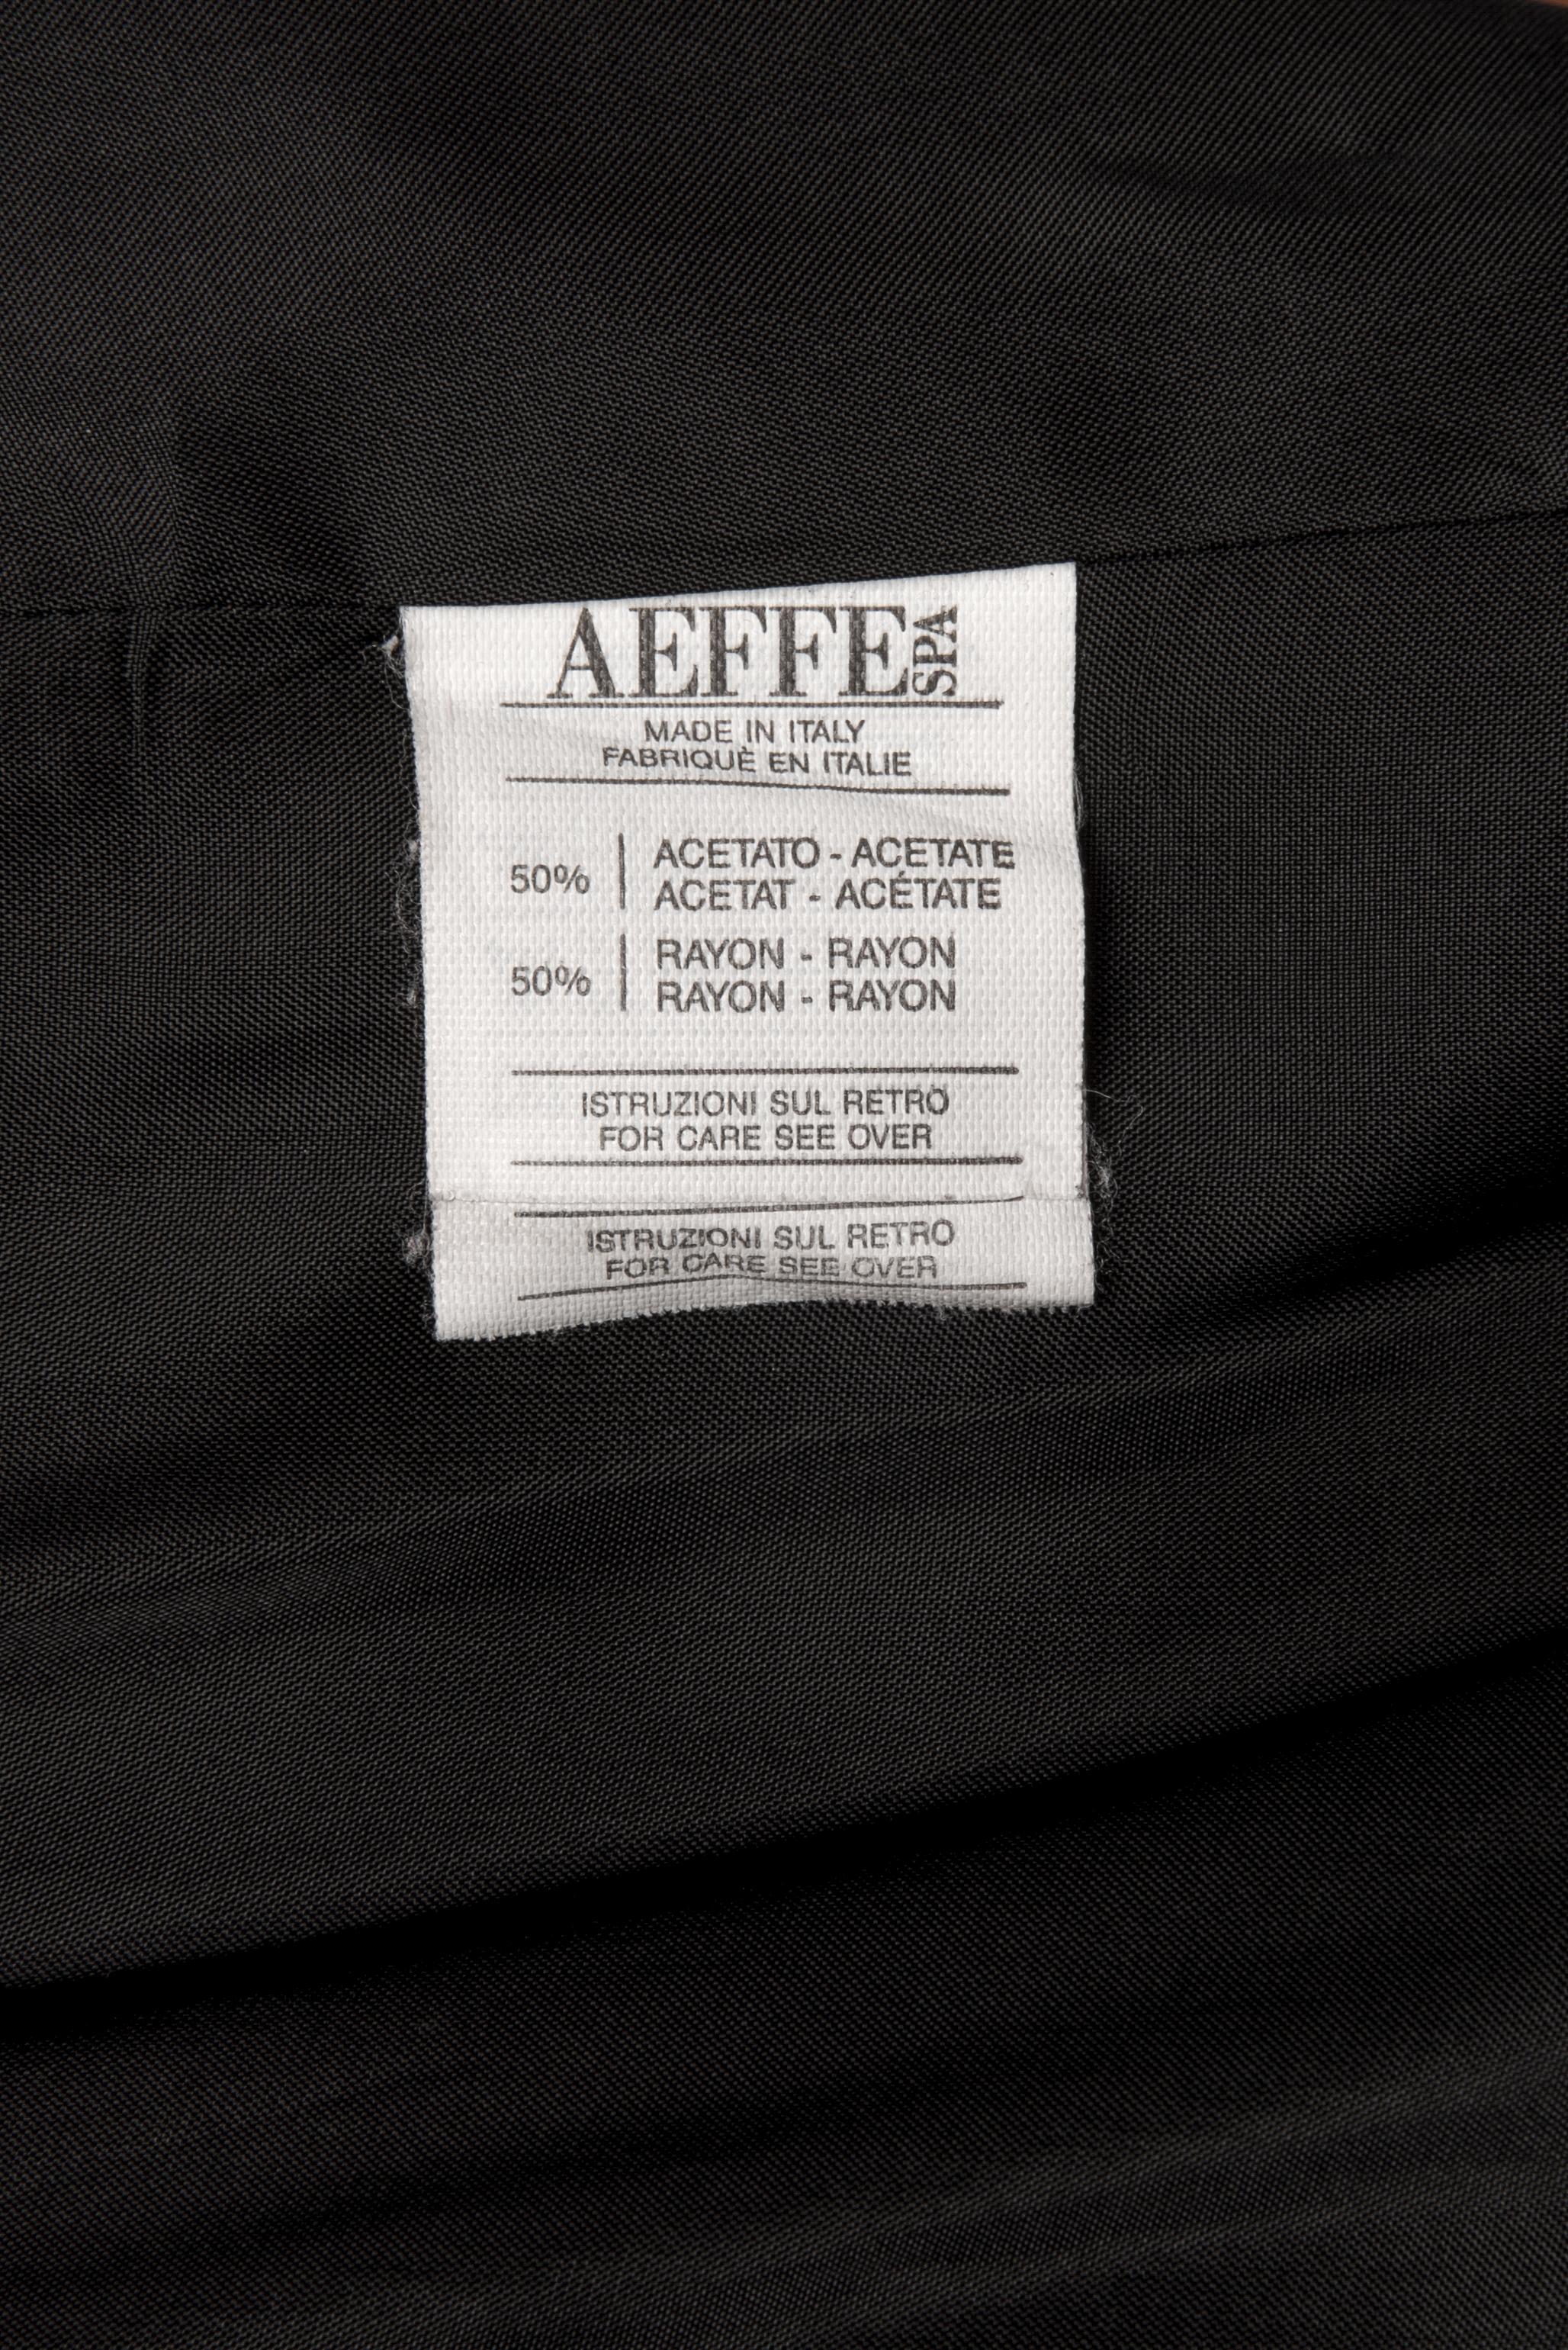 AEFFE SPA
MADE IN ITALY
FABRIQUÈ EN ITALIE
50% ACETATO - ACETATE
ACETAT - ACÉTATE
50% RAYON - RAYON
RAYON - RAYON
ISTRUZIONI SUL RETRO
FOR CARE SEE OVER
ISTRUZIONI SUL RETRO
FOR CARE SEE OVER